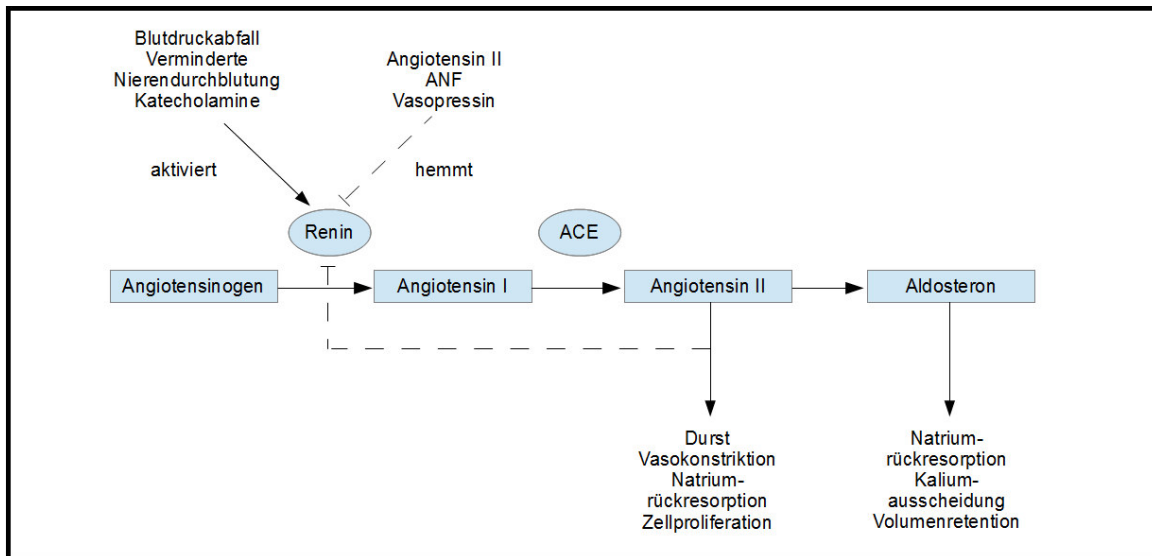 Blutdruckabfall
Verminderte
Nierendurchblutung
Katecholamine
Angiotensin II
ANF
Vasopressin
aktiviert
hemmt
Renin
ACE
Angiotensinogen
Angiotensin I
Angiotensin II
Aldosteron
Durst
Vasokonstriktion
Natrium-
rückresorption
Zellproliferation
Natrium-
rückresorption
Kalium-
ausscheidung
Volumenretention